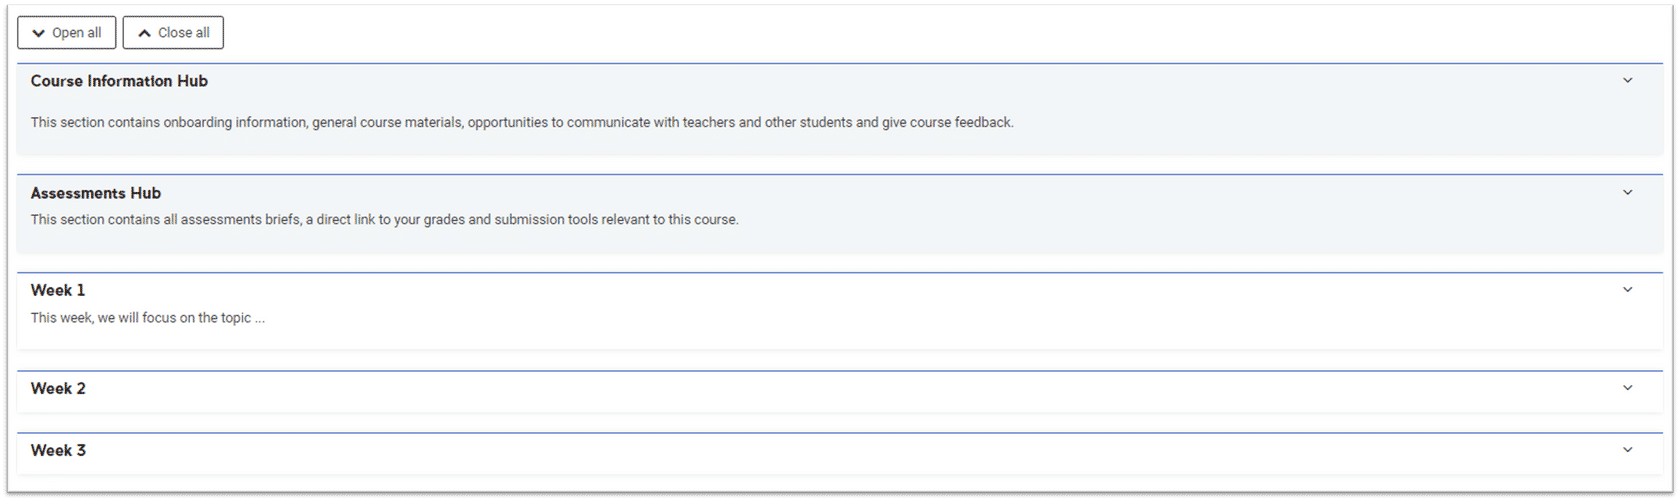 Open all Close all
Course Information Hub
This section contains onboarding information, general course materials, opportunities to communicate with teachers and other students and give course feedback.
Assessments Hub
This section contains all assessments briefs, a direct link to your grades and submission tools relevant to this course.
Week 1
This week, we will focus on the topic ...
Week 2
Week 3